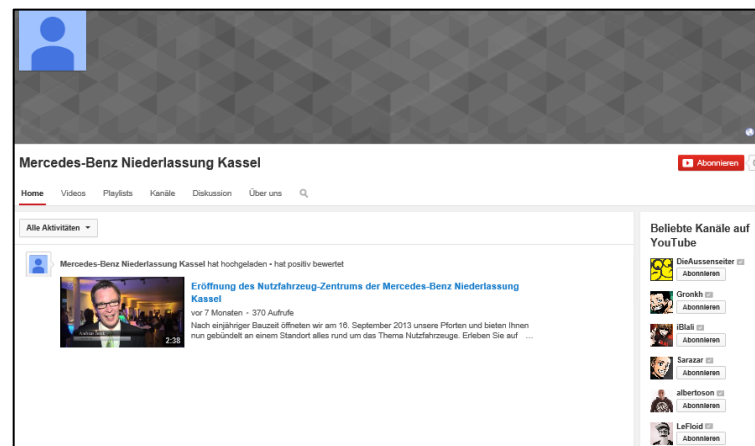 Mercedes-Benz Niederlassung Kassel
Abonnieren
Home Videos Playlists Kanäle Diskussion Über uns
Alle Aktivitäten
Mercedes-Benz Niederlassung Kassel hat hochgeladen • hat positiv bewertet
Eröffnung des Nutzfahrzeug-Zentrums der Mercedes-Benz Niederlassung
Kassel
vor 7 Monaten • 370 Aufrufe
Nach einjähriger Bauzeit öffneten wir am 16. September 2013 unsere Pforten und bieten Ihnen
nun gebündelt an einem Standort alles rund um das Thema Nutzfahrzeuge. Erleben Sie auf ...
2:38
Beliebte Kanäle auf
YouTube
DieAussenseiter
Abonnieren
Gronkh
Abonnieren
iBlali
Abonnieren
Sarazar
Abonnieren
albertoson
Abonnieren
LeFloid
Abonnieren